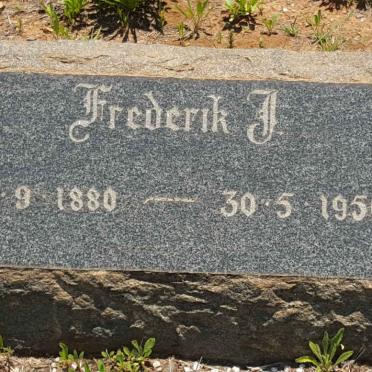 Frederik J
9 · 1880 — 30 · 5 · 195